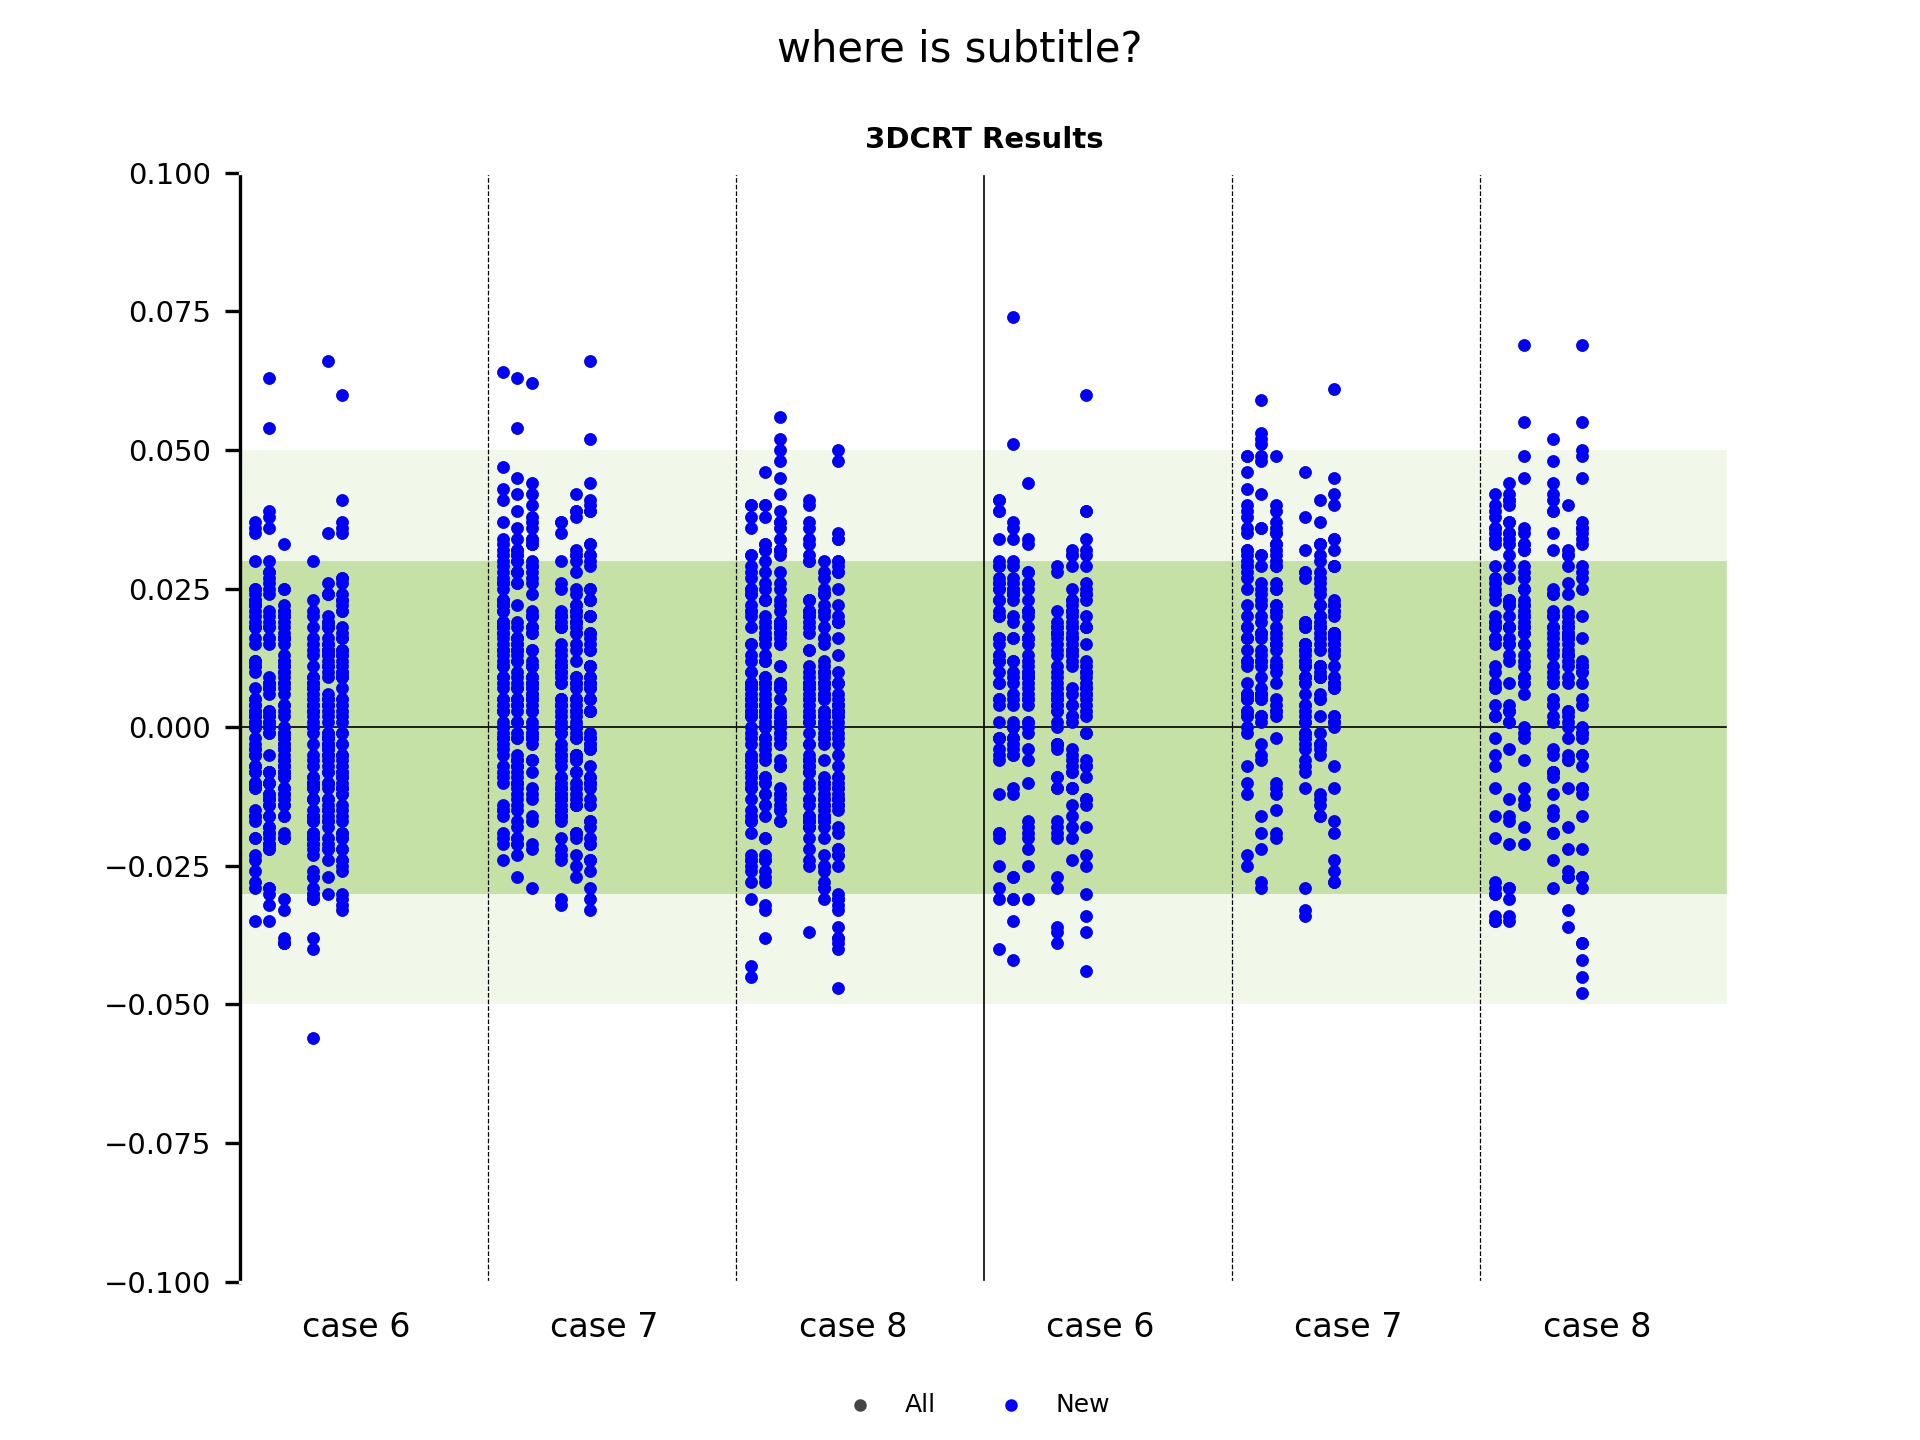 where is subtitle?
3DCRT Results
0.100
0.075
0.050
0.025
0.000
−0.025
−0.050
−0.075
−0.100
case 6 case 7 case 8 case 6 case 7 case 8
All New